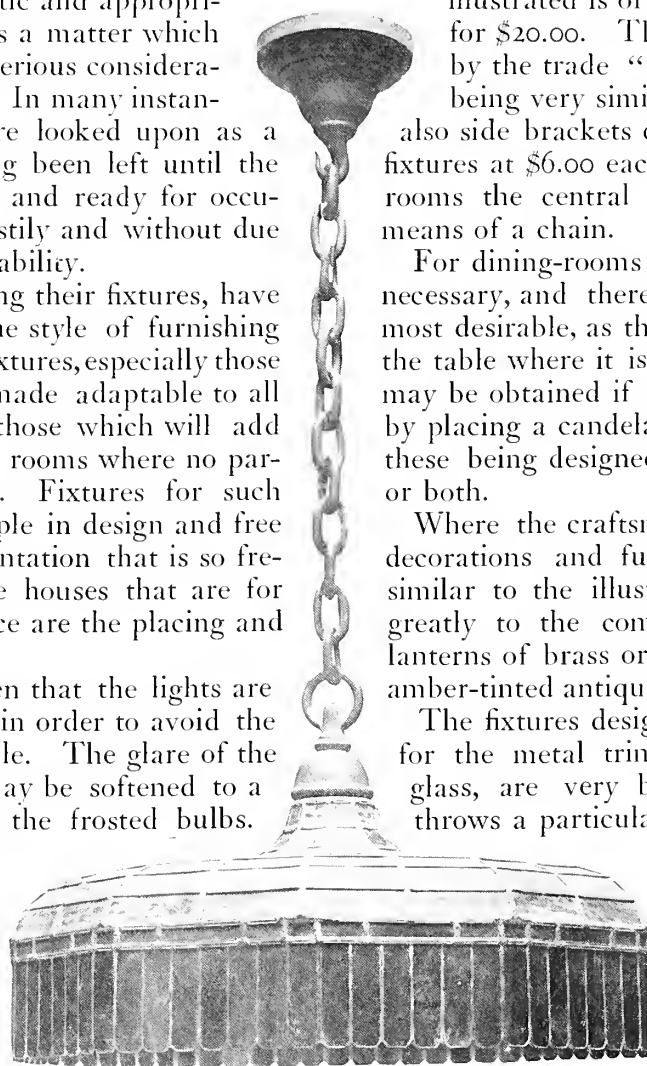 tic and appropri-
s a matter which
erious considera-
In many instan-
re looked upon as a
g been left until the
and ready for occu-
stily and without due
ability.
ng their fixtures, have
ne style of furnishing
xtures, especially those
made adaptable to all
those which will add
rooms where no par-
. Fixtures for such
ple in design and free
ntation that is so fre-
e houses that are for
ce are the placing and
en that the lights are
in order to avoid the
le. The glare of the
ay be softened to a
the frosted bulbs.
illustrated is of
for $20.00. Th
by the trade "
being very simi
also side brackets
fixtures at $6.00 eac
rooms the central
means of a chain.
For dining-rooms
necessary, and there
most desirable, as th
the table where it is
may be obtained if
by placing a candela
these being designed
or both.
Where the craftsm
decorations and fu
similar to the illus
greatly to the con
lanterns of brass or
amber-tinted antiqu
The fixtures desig
for the metal trin
glass, are very b
throws a particula